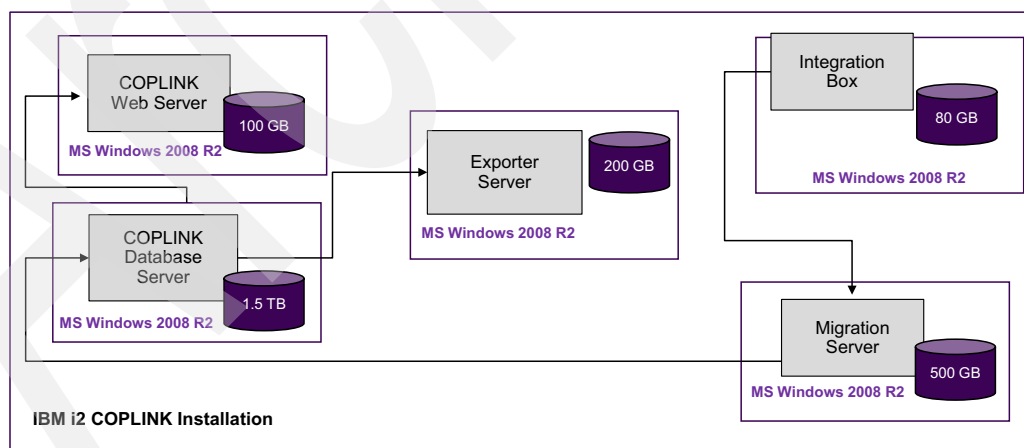 COPLINK
Web Server
100 GB
MS Windows 2008 R2
Integration
Box
80 GB
MS Windows 2008 R2
Exporter
Server
200 GB
MS Windows 2008 R2
COPLINK
Database
Server
1.5 TB
MS Windows 2008 R2
Migration
Server
500 GB
MS Windows 2008 R2
IBM i2 COPLINK Installation